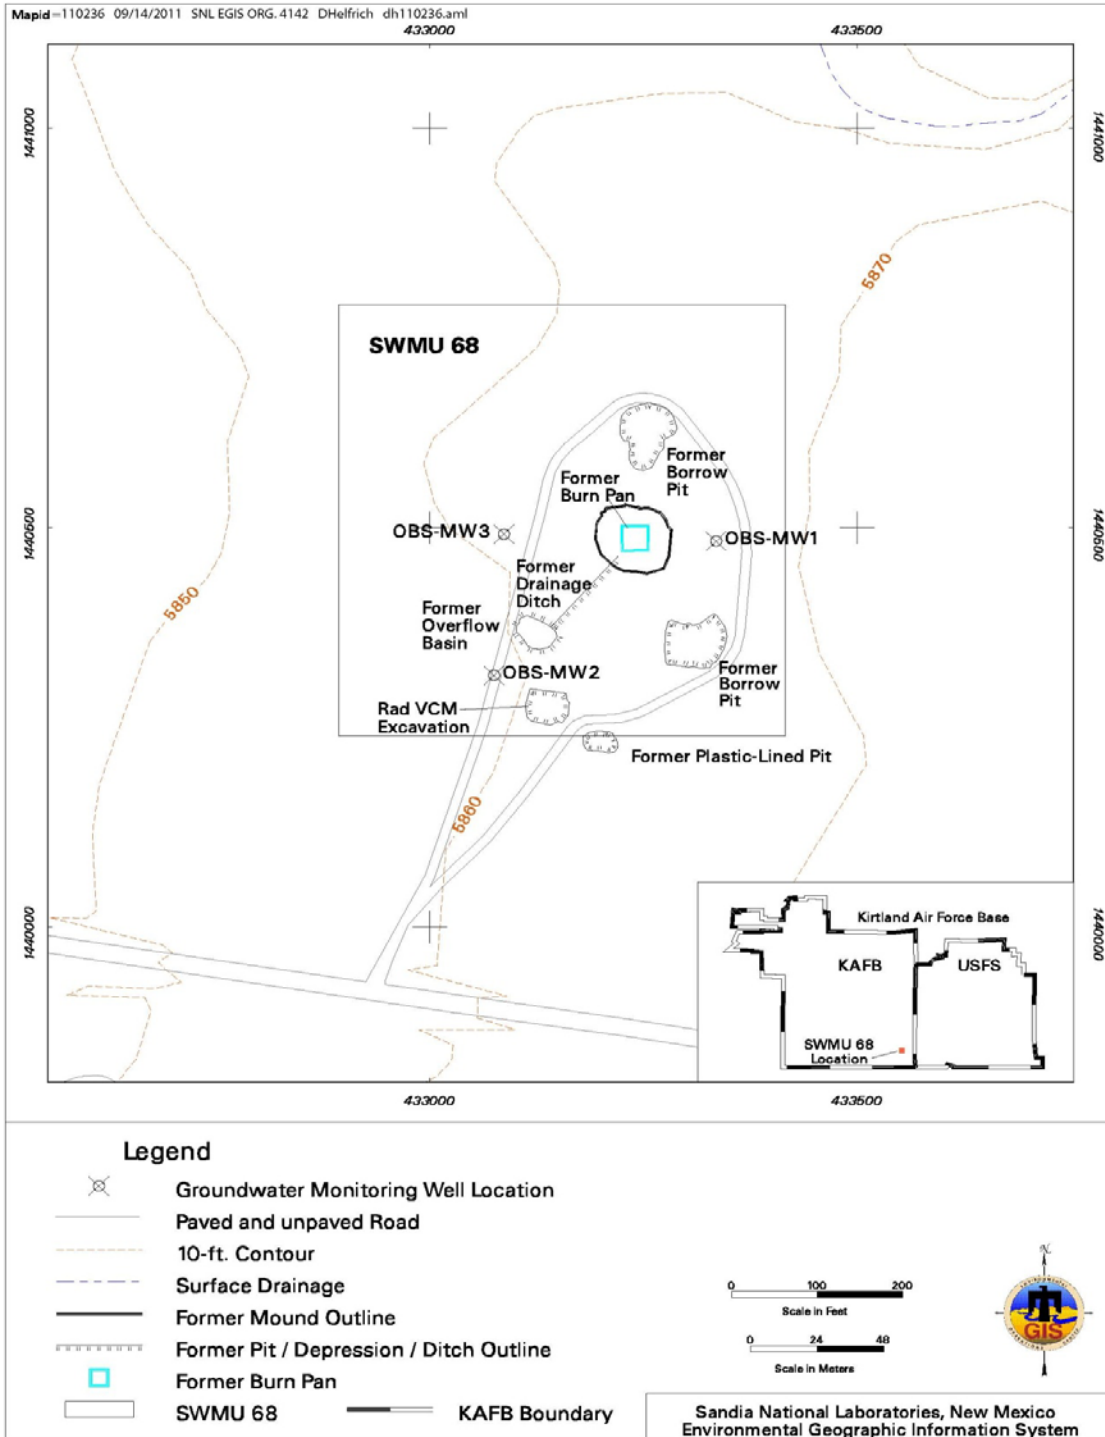 Mapid=110236 09/14/2011 SNL EGIS ORG. 4142 DHelfrich dh110236.aml
433000
433500
1441000
1441000
5870
SWMU 68
Former
Borrow
Pit
Former
Burn Pan
OBS-MW3
OBS-MW1
1440500
1440500
Former
Drainage
Ditch
5850
Former
Overflow
Basin
OBS-MW2
Former
Borrow
Pit
Rad VCM
Excavation
Former Plastic-Lined Pit
5860
1440000
1440000
Kirtland Air Force Base
KAFB
USFS
SWMU 68
Location
433000
433500
Legend
Groundwater Monitoring Well Location
Paved and unpaved Road
10-ft. Contour
Surface Drainage
Former Mound Outline
Former Pit / Depression / Ditch Outline
Former Burn Pan
SWMU 68
KAFB Boundary
0 100 200
Scale in Feet
0 24 48
Scale in Meters
N
GIS
Sandia National Laboratories, New Mexico
Environmental Geographic Information System